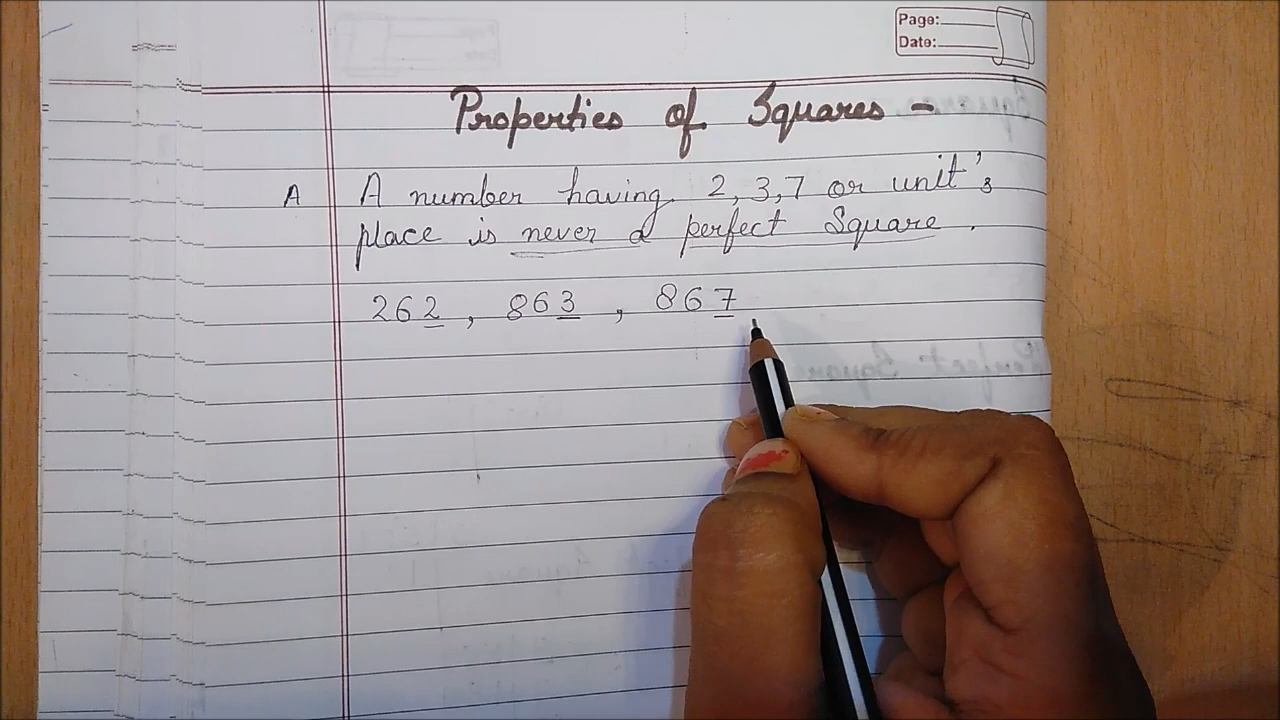 Page:
Date:
Properties of Squares -
A A number having 2, 3, 7 or unit's
place is never a perfect Square.
262, 863, 867